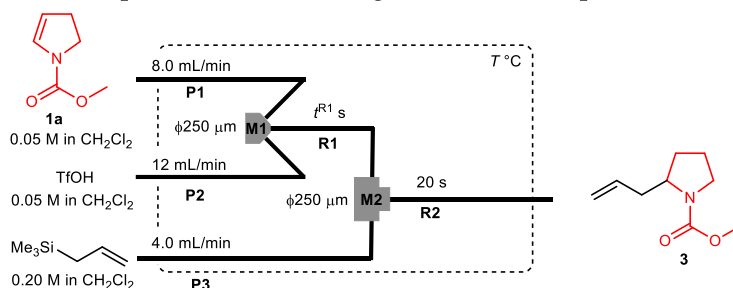 8.0 mL/min
T °C
N
P1
O
O
1a
0.05 M in CH2Cl2
ϕ250 μm
M1
tR1 s
R1
12 mL/min
TfOH
P2
0.05 M in CH2Cl2
ϕ250 μm
M2
20 s
R2
N
Me3Si
4.0 mL/min
O
O
0.20 M in CH2Cl2
P3
3